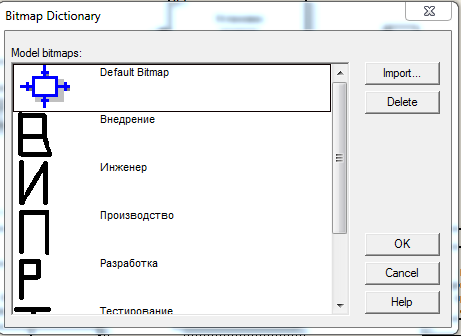 Bitmap Dictionary
Model bitmaps:
Default Bitmap
Import...
Delete
В
Внедрение
И
Инженер
П
Производство
Р
Разработка
OK
Cancel
Тестирование
Help